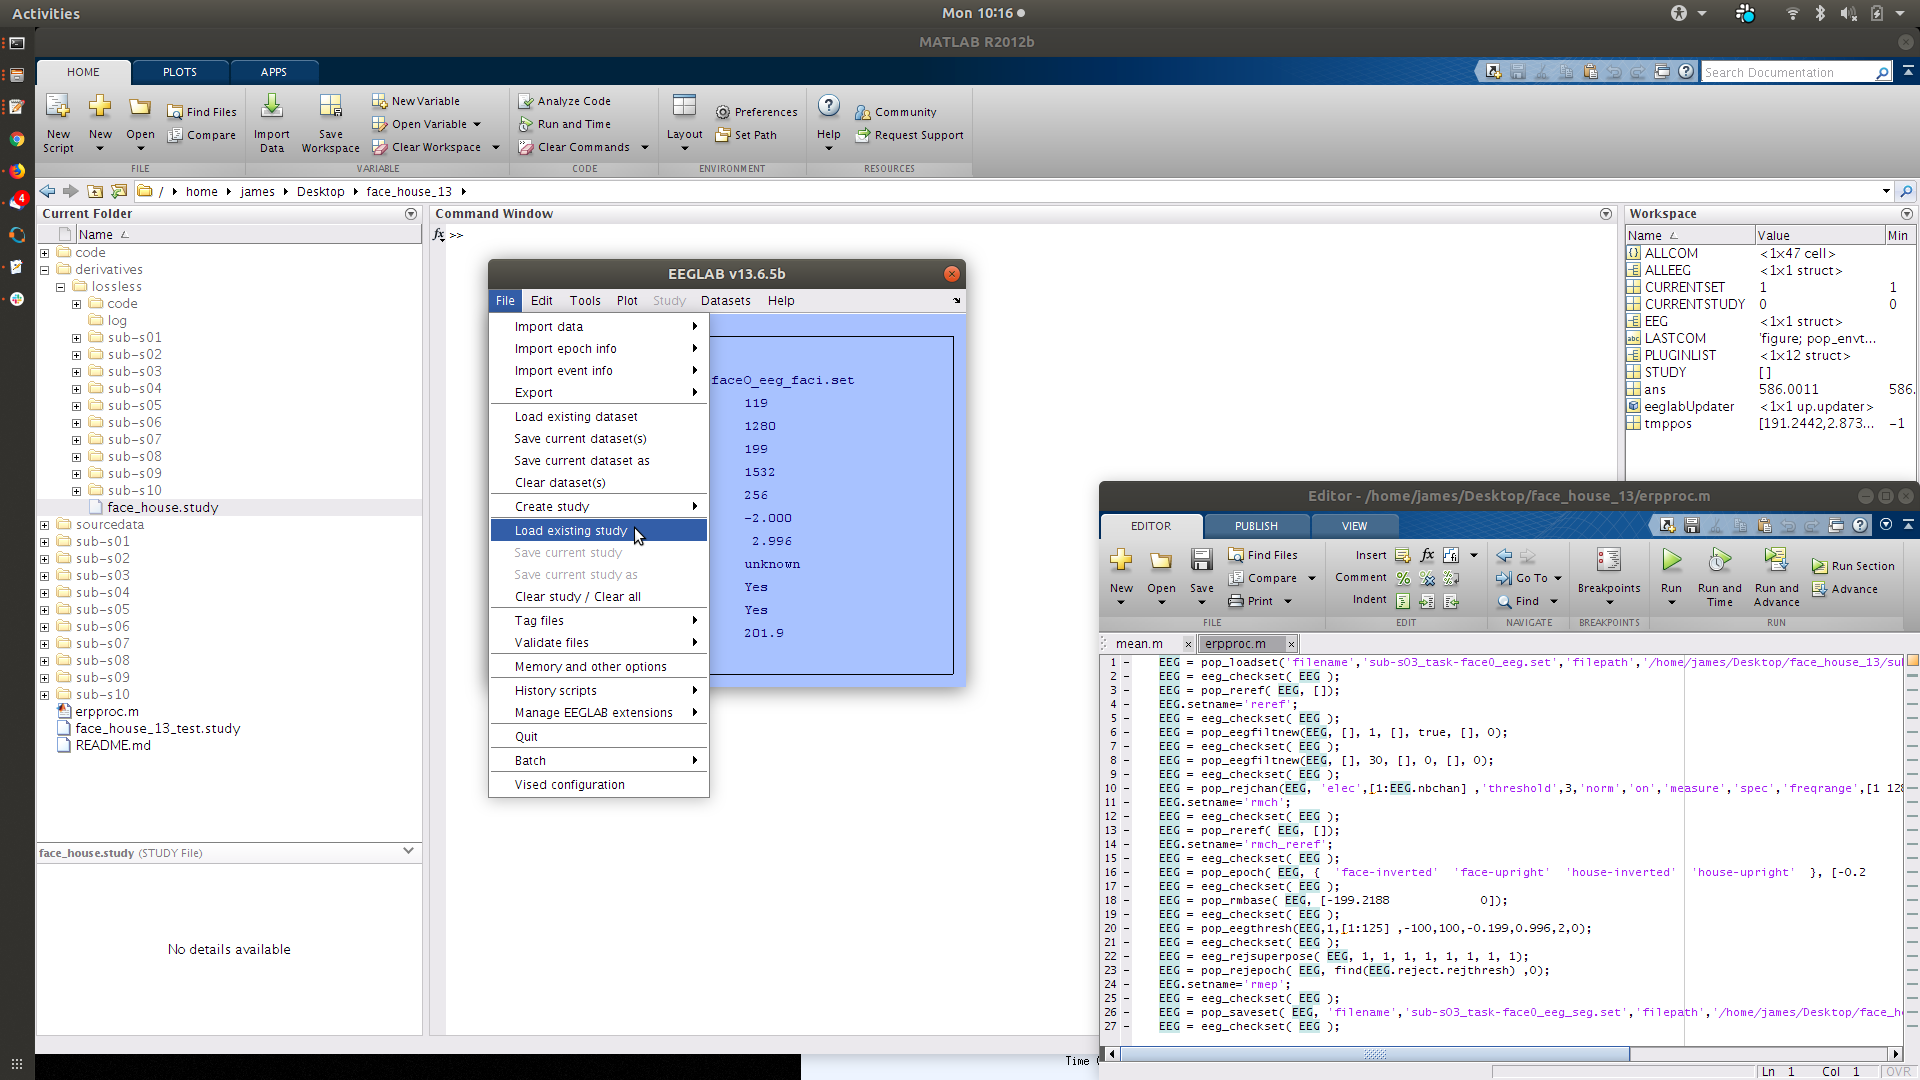 Activities
Mon 10:16
MATLAB R2012b
HOME PLOTS APPS
Search Documentation
New Script
New
Open
Find Files
Compare
Import Data
Save Workspace
New Variable
Open Variable
Clear Workspace
Analyze Code
Run and Time
Clear Commands
Layout
Preferences
Set Path
Help
Community
Request Support
FILE VARIABLE CODE ENVIRONMENT RESOURCES
4
/ home james Desktop face_house_13
Current Folder
Name
code
derivatives
lossless
code
log
sub-s01
sub-s02
sub-s03
sub-s04
sub-s05
sub-s06
sub-s07
sub-s08
sub-s09
sub-s10
face_house.study
sourcedata
sub-s01
sub-s02
sub-s03
sub-s04
sub-s05
sub-s06
sub-s07
sub-s08
sub-s09
sub-s10
erpproc.m
face_house_13_test.study
README.md
face_house.study (STUDY File)
No details available
Command Window
fx >>
EEGLAB v13.6.5b
File Edit Tools Plot Study Datasets Help
Import data
Import epoch info
Import event info
Export
Load existing dataset
Save current dataset(s)
Save current dataset as
Clear dataset(s)
Create study
Load existing study
Save current study
Save current study as
Clear study / Clear all
Tag files
Validate files
Memory and other options
History scripts
Manage EEGLAB extensions
Quit
Batch
Vised configuration
face0_eeg_faci.set
119
1280
199
1532
256
-2.000
2.996
unknown
Yes
Yes
201.9
Workspace
Name Value Min
ALLCOM <1x47 cell>
ALLEEG <1x1 struct>
CURRENTSET 1 1
CURRENTSTUDY 0 0
EEG <1x1 struct>
LASTCOM 'figure; pop_envt...
PLUGINLIST <1x12 struct>
STUDY []
ans 586.0011 586.
eeglabUpdater <1x1 up.updater>
tmppos [191.2442,2.873... -1
Editor - /home/james/Desktop/face_house_13/erpproc.m
EDITOR PUBLISH VIEW
New
Open
Save
Find Files
Compare
Print
Insert
Comment
Indent
Go To
Find
Breakpoints
Run
Run and Time
Run and Advance
Run Section
Advance
FILE EDIT NAVIGATE BREAKPOINTS RUN
mean.m erpproc.m
1 - EEG = pop_loadset('filename','sub-s03_task-face0_eeg.set','filepath','/home/james/Desktop/face_house_13/su
2 - EEG = eeg_checkset( EEG );
3 - EEG = pop_reref( EEG, []);
4 - EEG.setname='reref';
5 - EEG = eeg_checkset( EEG );
6 - EEG = pop_eegfiltnew(EEG, [], 1, [], true, [], 0);
7 - EEG = eeg_checkset( EEG );
8 - EEG = pop_eegfiltnew(EEG, [], 30, [], 0, [], 0);
9 - EEG = eeg_checkset( EEG );
10 - EEG = pop_rejchan(EEG, 'elec',[1:EEG.nbchan] ,'threshold',3,'norm','on','measure','spec','freqrange',[1 128
11 - EEG.setname='rmch';
12 - EEG = eeg_checkset( EEG );
13 - EEG = pop_reref( EEG, []);
14 - EEG.setname='rmch_reref';
15 - EEG = eeg_checkset( EEG );
16 - EEG = pop_epoch( EEG, { 'face-inverted' 'face-upright' 'house-inverted' 'house-upright' }, [-0.2
17 - EEG = eeg_checkset( EEG );
18 - EEG = pop_rmbase( EEG, [-199.2188 0]);
19 - EEG = eeg_checkset( EEG );
20 - EEG = pop_eegthresh(EEG,1,[1:125] ,-100,100,-0.199,0.996,2,0);
21 - EEG = eeg_checkset( EEG );
22 - EEG = eeg_rejsuperpose( EEG, 1, 1, 1, 1, 1, 1, 1, 1);
23 - EEG = pop_rejepoch( EEG, find(EEG.reject.rejthresh) ,0);
24 - EEG.setname='rmep';
25 - EEG = eeg_checkset( EEG );
26 - EEG = pop_saveset( EEG, 'filename','sub-s03_task-face0_eeg_seg.set','filepath','/home/james/Desktop/face_h
27 - EEG = eeg_checkset( EEG );
Time
Ln 1 Col 1 OVR